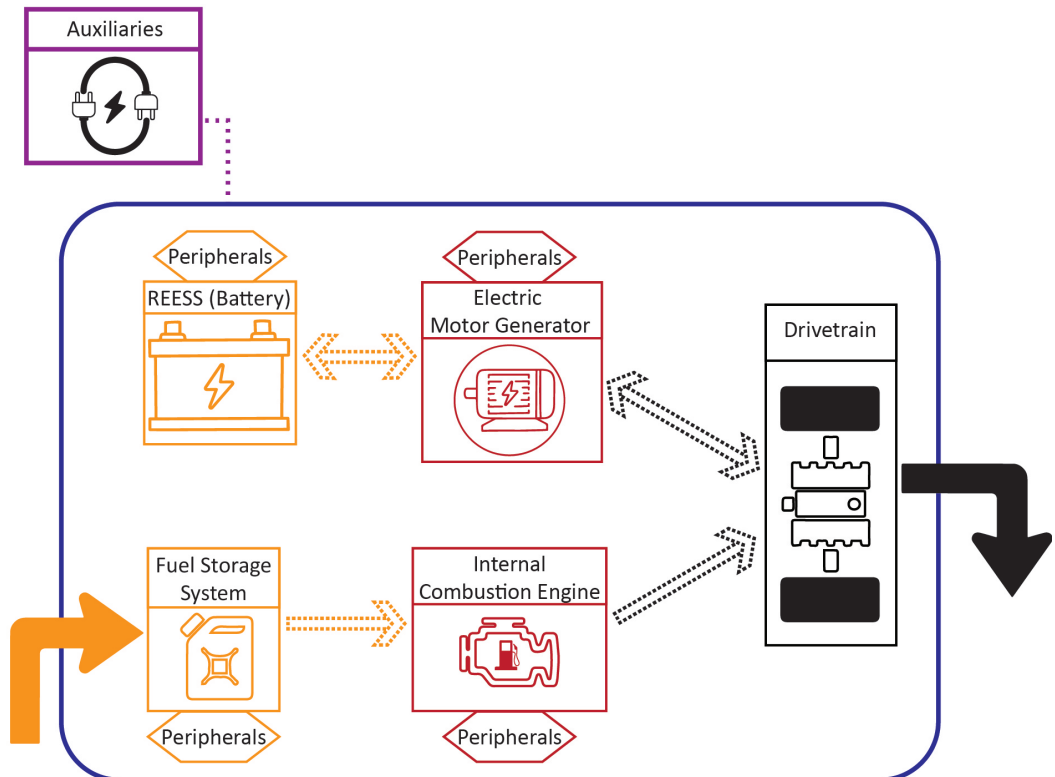 Auxiliaries
Peripherals
Peripherals
REESS (Battery)
Electric
Motor Generator
Drivetrain
Fuel Storage
System
Internal
Combustion Engine
Peripherals
Peripherals